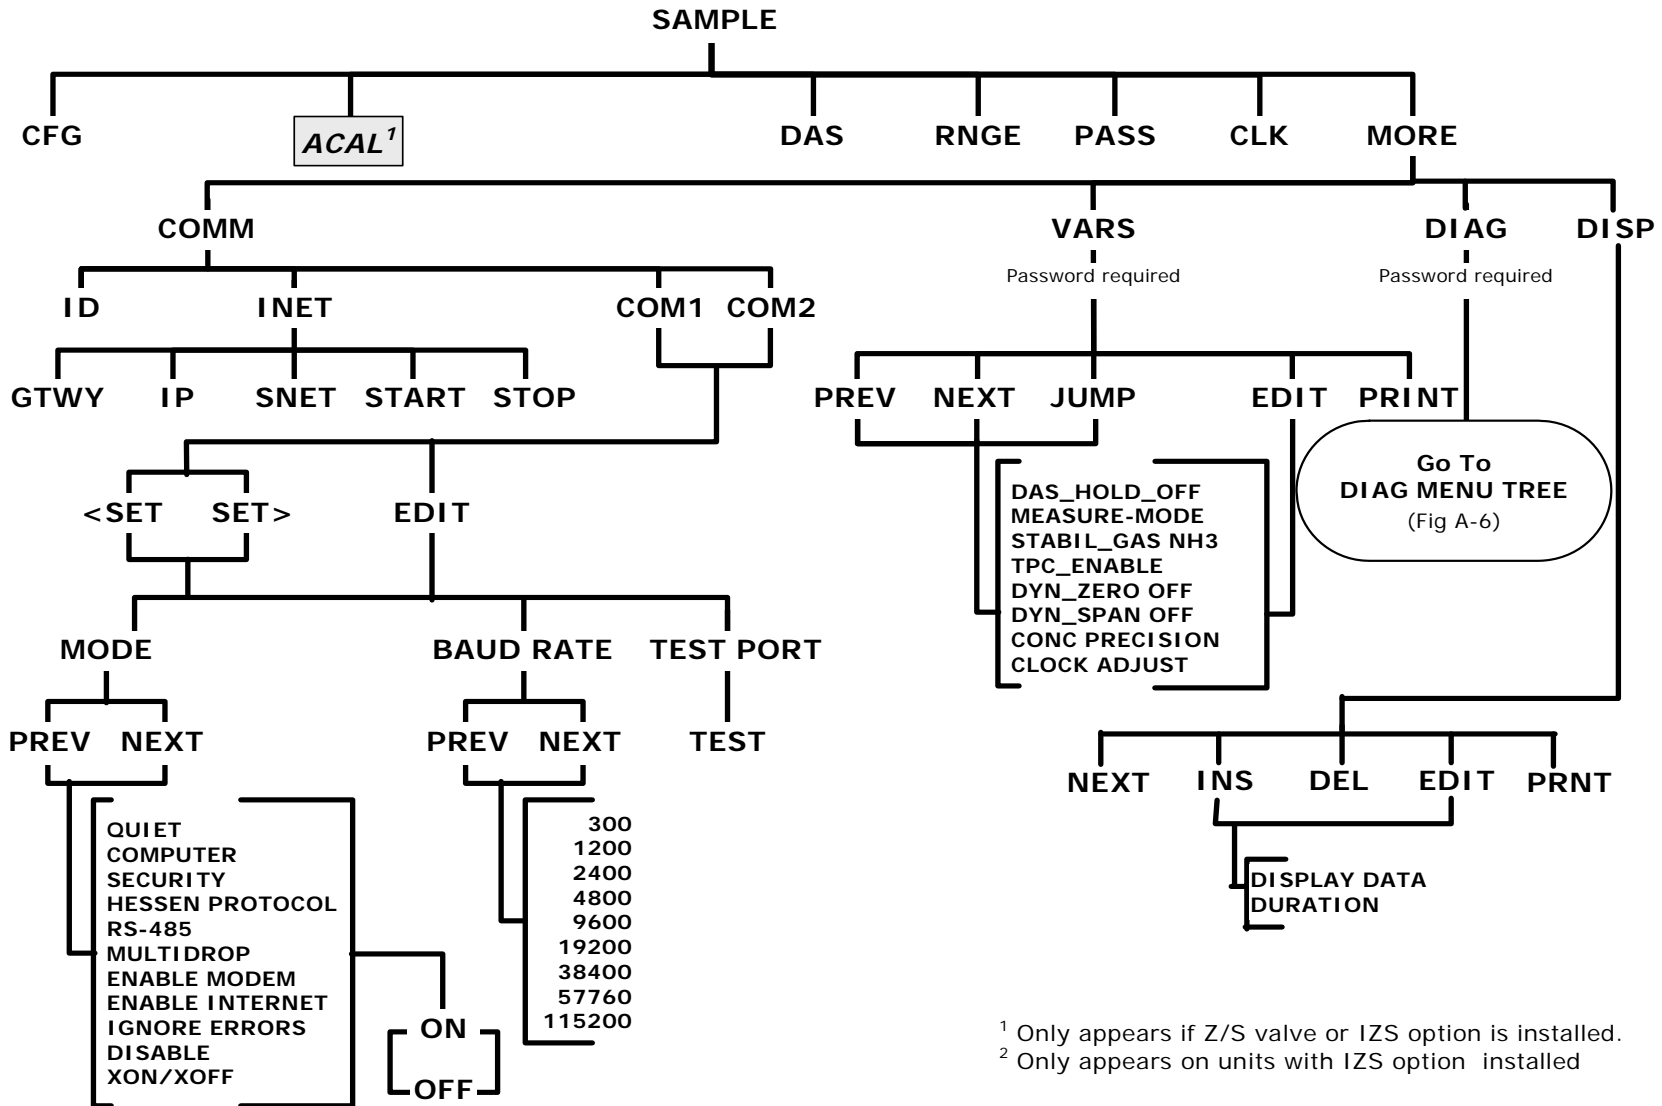 SAMPLE
CFG
ACAL¹
DAS
RNGE
PASS
CLK
MORE
COMM
VARS
DIAG
DISP
Password required
Password required
ID
INET
COM1
COM2
GTWY
IP
SNET
START
STOP
PREV
NEXT
JUMP
EDIT
PRINT
Go To
DIAG MENU TREE
(Fig A-6)
<SET
SET>
EDIT
DAS_HOLD_OFF
MEASURE-MODE
STABIL_GAS NH3
TPC_ENABLE
DYN_ZERO OFF
DYN_SPAN OFF
CONC PRECISION
CLOCK ADJUST
MODE
BAUD RATE
TEST PORT
PREV
NEXT
PREV
NEXT
TEST
NEXT
INS
DEL
EDIT
PRNT
QUIET
COMPUTER
SECURITY
HESSEN PROTOCOL
RS-485
MULTIDROP
ENABLE MODEM
ENABLE INTERNET
IGNORE ERRORS
DISABLE
XON/XOFF
ON
OFF
300
1200
2400
4800
9600
19200
38400
57760
115200
DISPLAY DATA
DURATION
¹ Only appears if Z/S valve or IZS option is installed.
² Only appears on units with IZS option installed